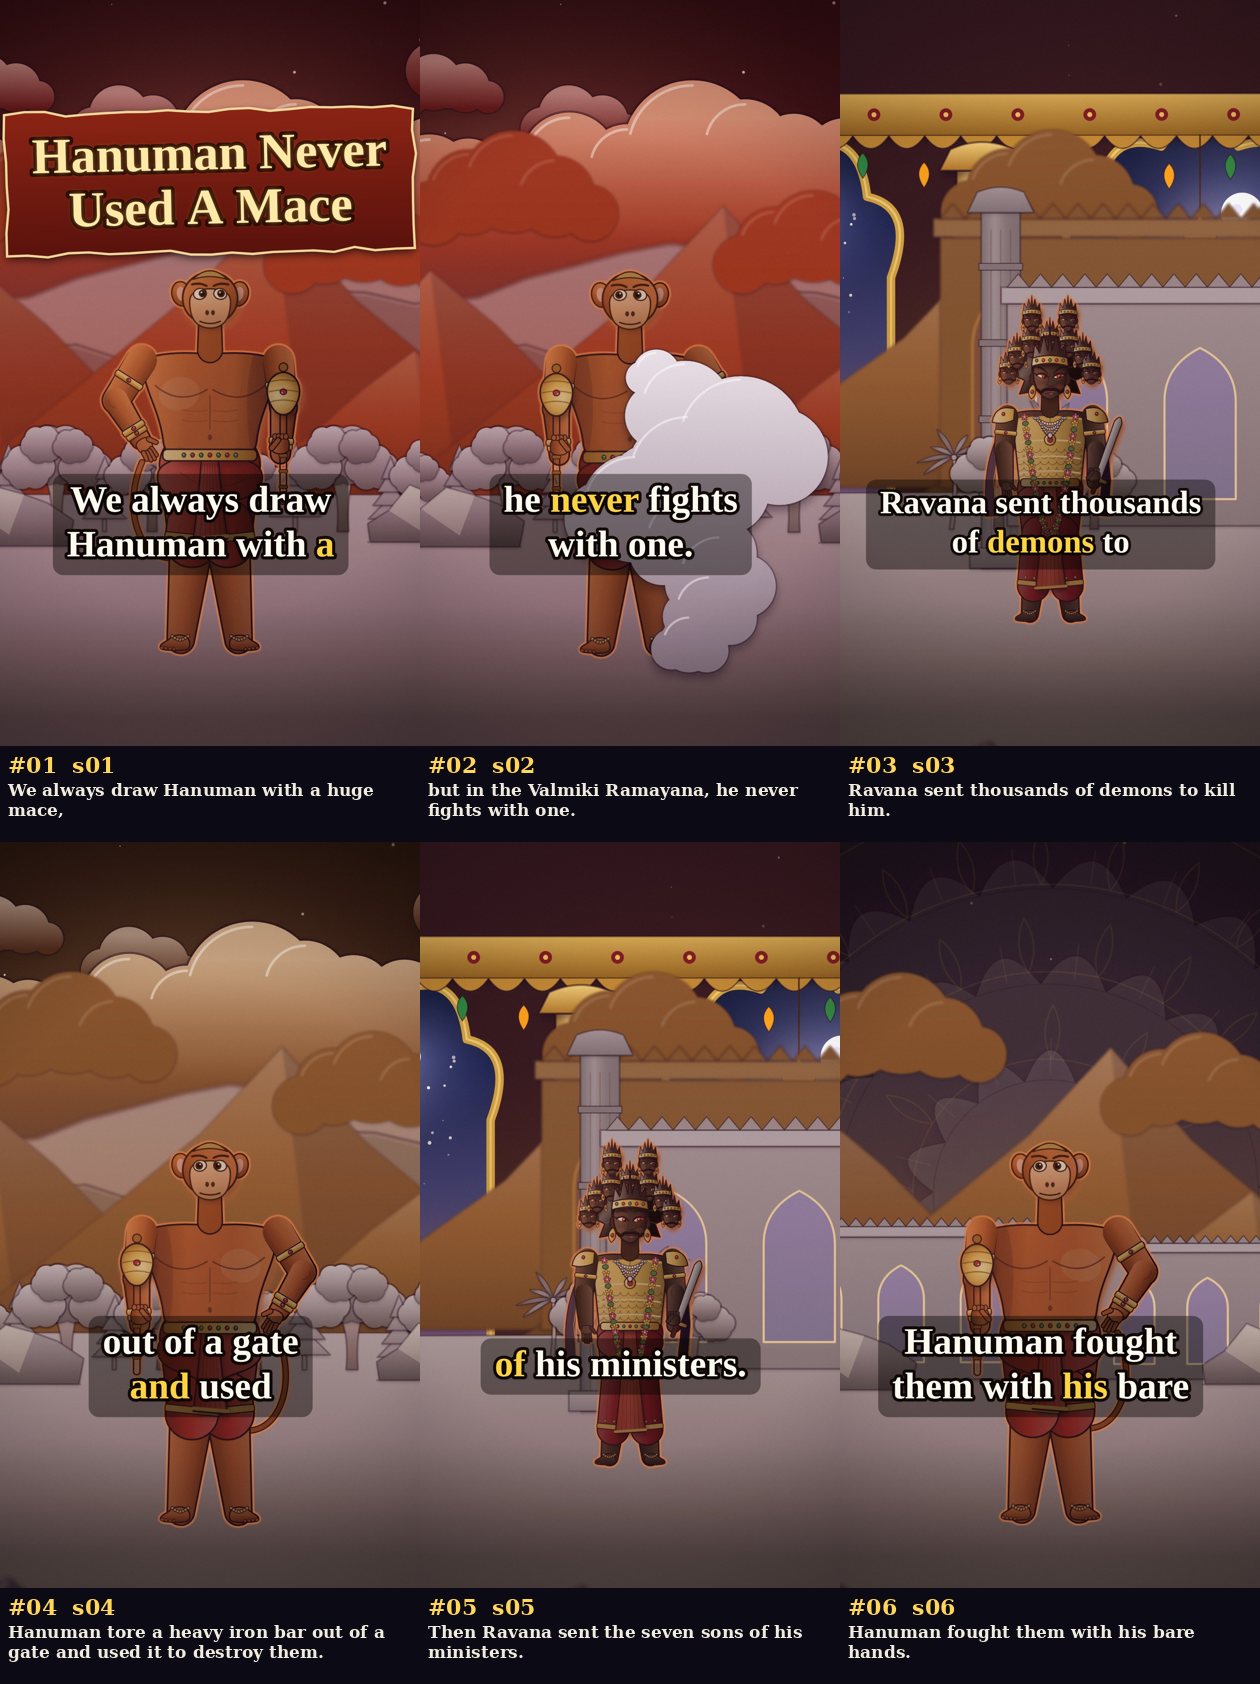 Hanuman Never
Used A Mace
We always draw
Hanuman with a
#01 s01
We always draw Hanuman with a huge
mace,
he never fights
with one.
#02 s02
but in the Valmiki Ramayana, he never
fights with one.
Ravana sent thousands
of demons to
#03 s03
Ravana sent thousands of demons to kill
him.
out of a gate
and used
#04 s04
Hanuman tore a heavy iron bar out of a
gate and used it to destroy them.
of his ministers.
#05 s05
Then Ravana sent the seven sons of his
ministers.
Hanuman fought
them with his bare
#06 s06
Hanuman fought them with his bare
hands.